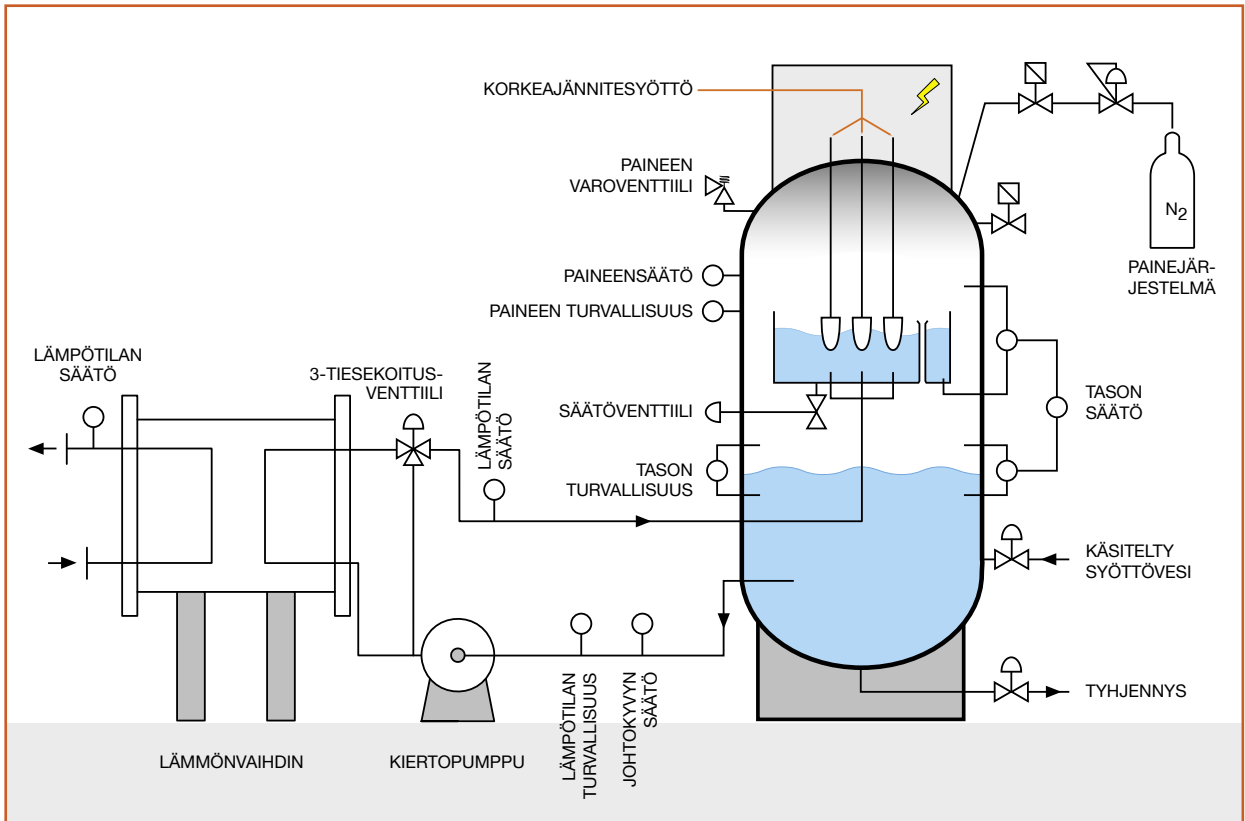 KORKEAJÄNNITESYÖTTÖ
PAINEEN
VAROVENTTIILI
N2
PAINEJÄR-
JESTELMÄ
PAINEENSÄÄTÖ
PAINEEN TURVALLISUUS
LÄMPÖTILAN
SÄÄTÖ
3-TIESEKOITUS-
VENTTIILI
LÄMPÖTILAN
SÄÄTÖ
SÄÄTÖVENTTIILI
TASON
SÄÄTÖ
TASON
TURVALLISUUS
KÄSITELTY
SYÖTTÖVESI
TYHJENNYS
LÄMMÖNVAIHDIN
KIERTOPUMPPU
LÄMPÖTILAN
TURVALLISUUS
JOHTOKYVYN
SÄÄTÖ